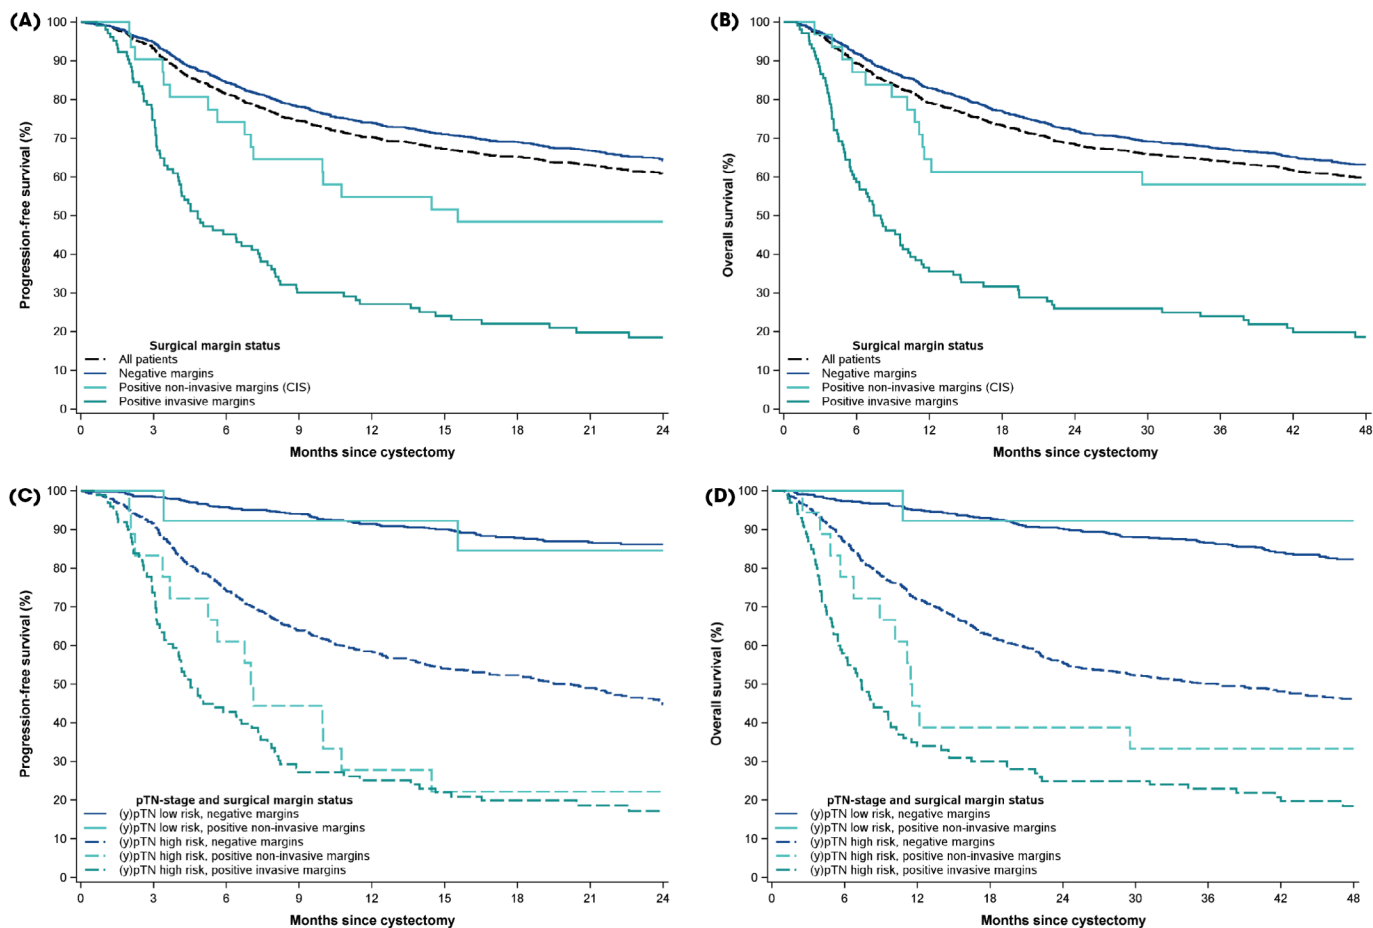 (A)
Progression-free survival (%)
100
90
80
70
60
50
40
30
20
10
0
Surgical margin status
All patients
Negative margins
Positive non-invasive margins (CIS)
Positive invasive margins
0 3 6 9 12 15 18 21 24
Months since cystectomy
(B)
Overall survival (%)
100
90
80
70
60
50
40
30
20
10
0
Surgical margin status
All patients
Negative margins
Positive non-invasive margins (CIS)
Positive invasive margins
0 6 12 18 24 30 36 42 48
Months since cystectomy
(C)
Progression-free survival (%)
100
90
80
70
60
50
40
30
20
10
0
pTN-stage and surgical margin status
(y)pTN low risk, negative margins
(y)pTN low risk, positive non-invasive margins
(y)pTN high risk, negative margins
(y)pTN high risk, positive non-invasive margins
(y)pTN high risk, positive invasive margins
0 3 6 9 12 15 18 21 24
Months since cystectomy
(D)
Overall survival (%)
100
90
80
70
60
50
40
30
20
10
0
pTN-stage and surgical margin status
(y)pTN low risk, negative margins
(y)pTN low risk, positive non-invasive margins
(y)pTN high risk, negative margins
(y)pTN high risk, positive non-invasive margins
(y)pTN high risk, positive invasive margins
0 6 12 18 24 30 36 42 48
Months since cystectomy